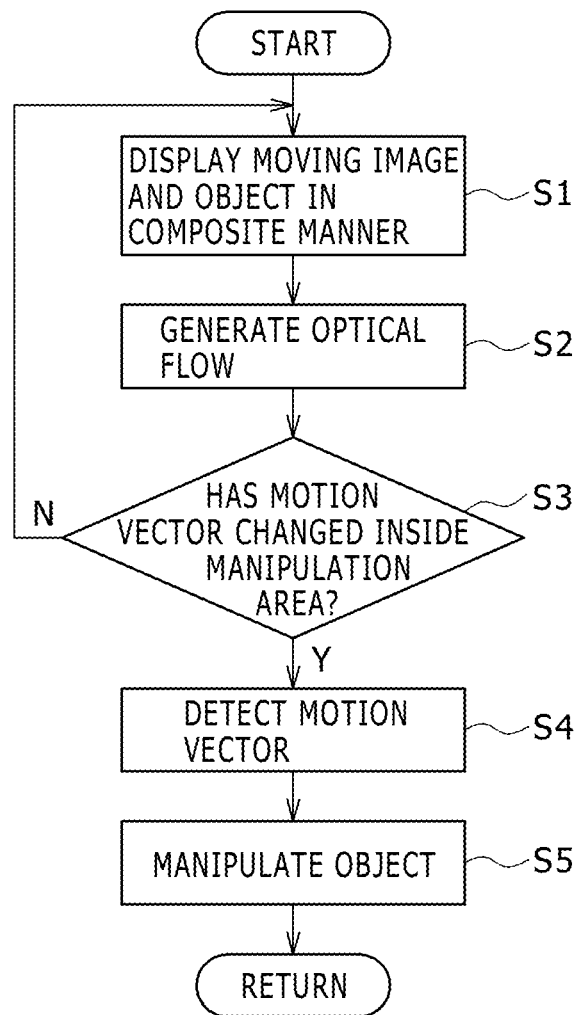 START
DISPLAY MOVING IMAGE
AND OBJECT IN
COMPOSITE MANNER
S1
GENERATE OPTICAL
FLOW
S2
HAS MOTION
VECTOR CHANGED INSIDE
MANIPULATION
AREA?
S3
N
Y
DETECT MOTION
VECTOR
S4
MANIPULATE OBJECT
S5
RETURN